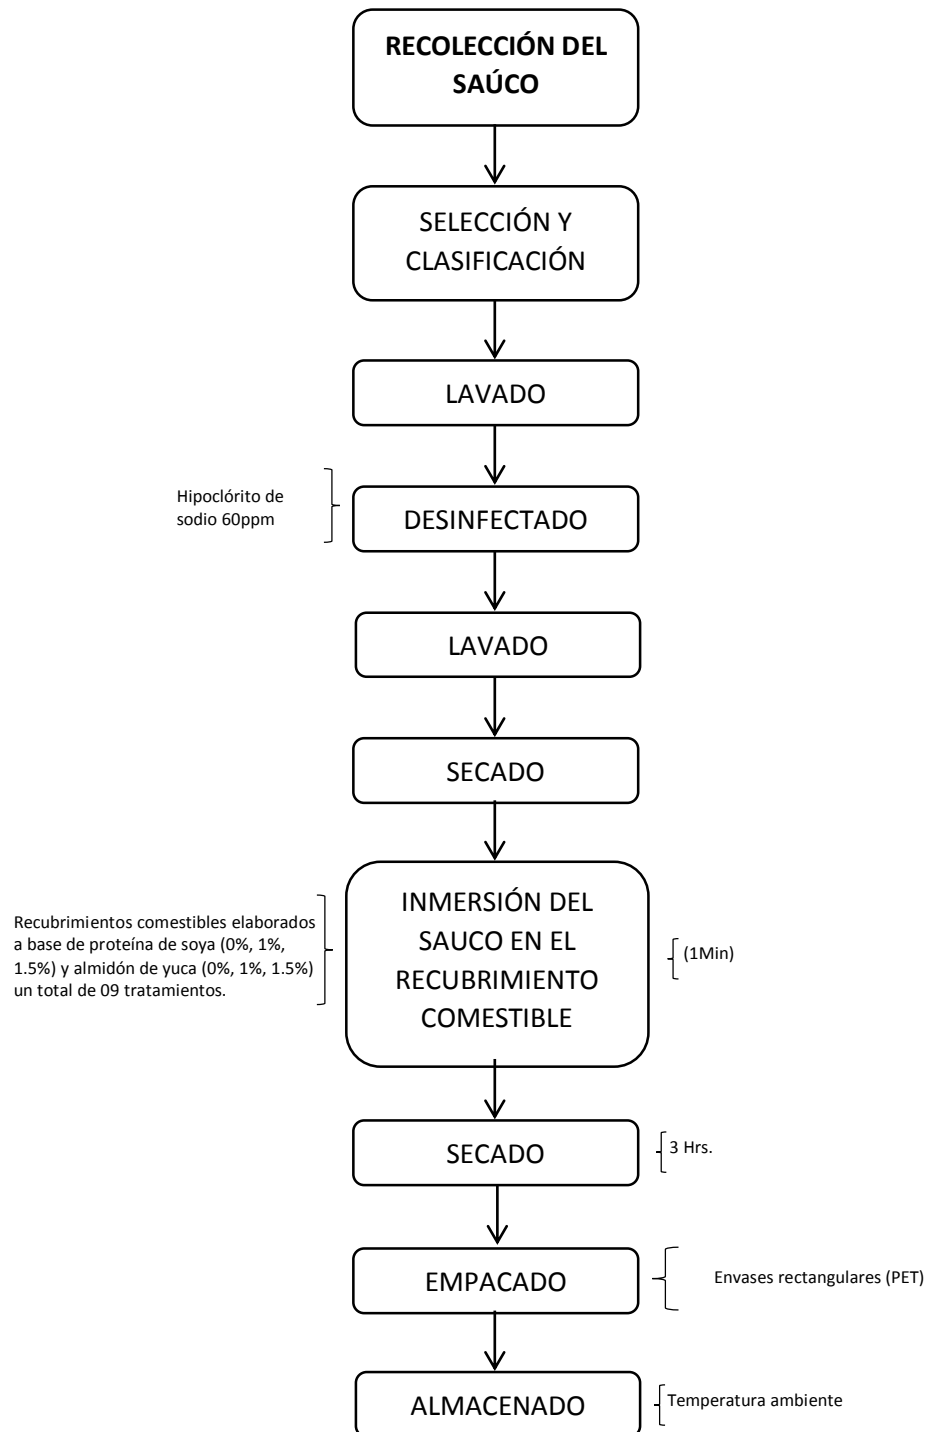 RECOLECCIÓN DEL
SAÚCO
SELECCIÓN Y
CLASIFICACIÓN
LAVADO
Hipoclórito de
sodio 60ppm
DESINFECTADO
LAVADO
SECADO
Recubrimientos comestibles elaborados
a base de proteína de soya (0%, 1%,
1.5%) y almidón de yuca (0%, 1%, 1.5%)
un total de 09 tratamientos.
INMERSIÓN DEL
SAUCO EN EL
RECUBRIMIENTO
COMESTIBLE
(1Min)
SECADO
3 Hrs.
EMPACADO
Envases rectangulares (PET)
ALMACENADO
Temperatura ambiente